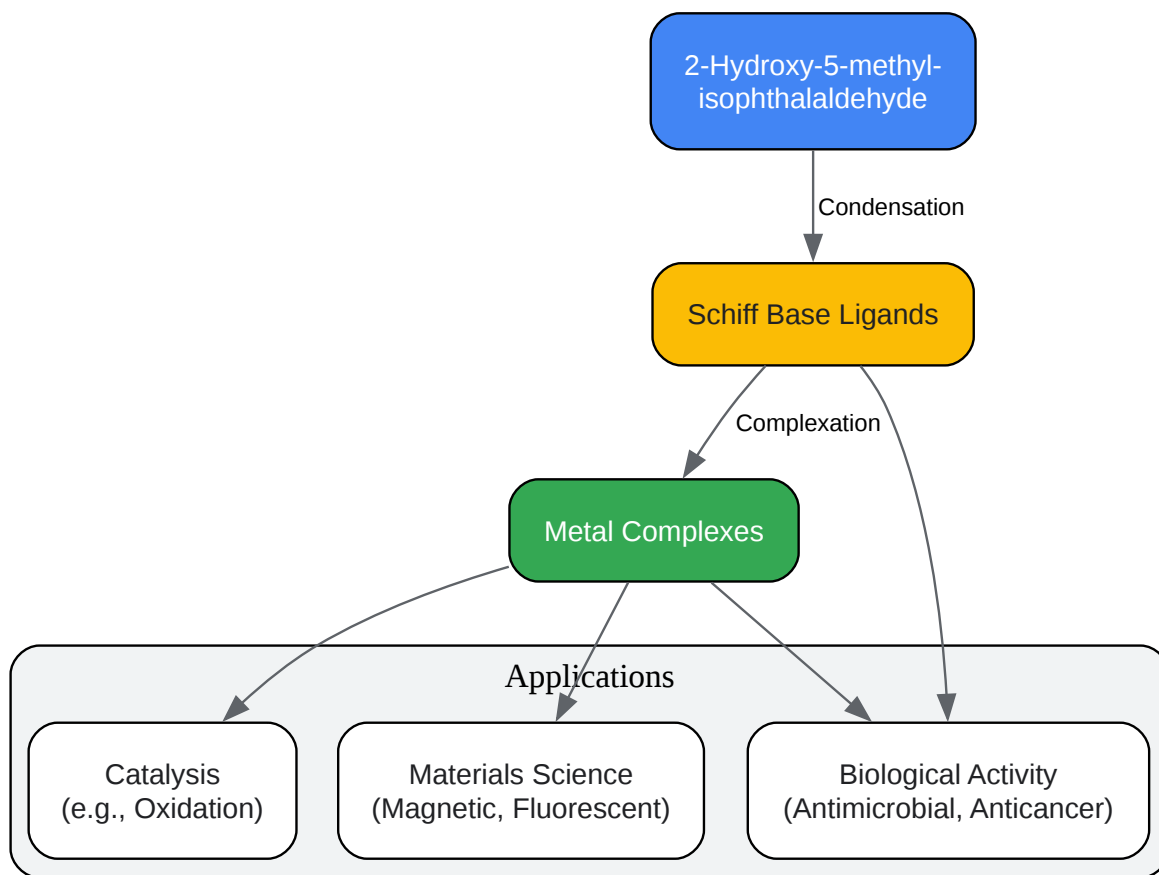 2-Hydroxy-5-methyl-
isophthalaldehyde
Condensation
Schiff Base Ligands
Complexation
Metal Complexes
Applications
Catalysis
(e.g., Oxidation)
Materials Science
(Magnetic, Fluorescent)
Biological Activity
(Antimicrobial, Anticancer)